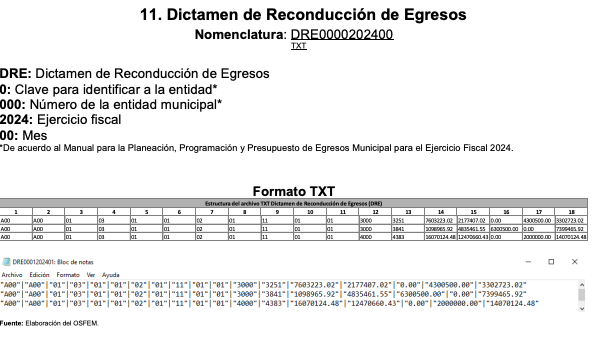 11. Dictamen de Reconducción de Egresos
Nomenclatura: DRE0000202400
TXT
DRE: Dictamen de Reconducción de Egresos
0: Clave para identificar a la entidad*
000: Número de la entidad municipal*
2024: Ejercicio fiscal
00: Mes
*De acuerdo al Manual para la Planeación, Programación y Presupuesto de Egresos Municipal para el Ejercicio Fiscal 2024.
Formato TXT
Estructura del archivo TXT Dictamen de Reconducción de Egresos (DRE)
1 2 3 4 5 6 7 8 9 10 11 12 13 14 15 16 17 18
A00 A00 01 03 01 01 02 01 11 01 01 3000 3251 7603223.02 2177407.02 0.00 4300500.00 3302723.02
A00 A00 01 03 01 01 02 01 11 01 01 3000 3841 1098965.92 4835461.55 6300500.00 0.00 7399465.92
A00 A00 01 03 01 01 02 01 11 01 01 4000 4383 16070124.48 12470660.43 0.00 2000000.00 14070124.48
DRE0001202401: Bloc de notas
Archivo Edición Formato Ver Ayuda
"A00"|"A00"|"01"|"03"|"01"|"01"|"02"|"01"|"11"|"01"|"01"|"3000"|"3251"|"7603223.02"|"2177407.02"|"0.00"|"4300500.00"|"3302723.02"
"A00"|"A00"|"01"|"03"|"01"|"01"|"02"|"01"|"11"|"01"|"01"|"3000"|"3841"|"1098965.92"|"4835461.55"|"6300500.00"|"0.00"|"7399465.92"
"A00"|"A00"|"01"|"03"|"01"|"01"|"02"|"01"|"11"|"01"|"01"|"4000"|"4383"|"16070124.48"|"12470660.43"|"0.00"|"2000000.00"|"14070124.48"
Fuente: Elaboración del OSFEM.